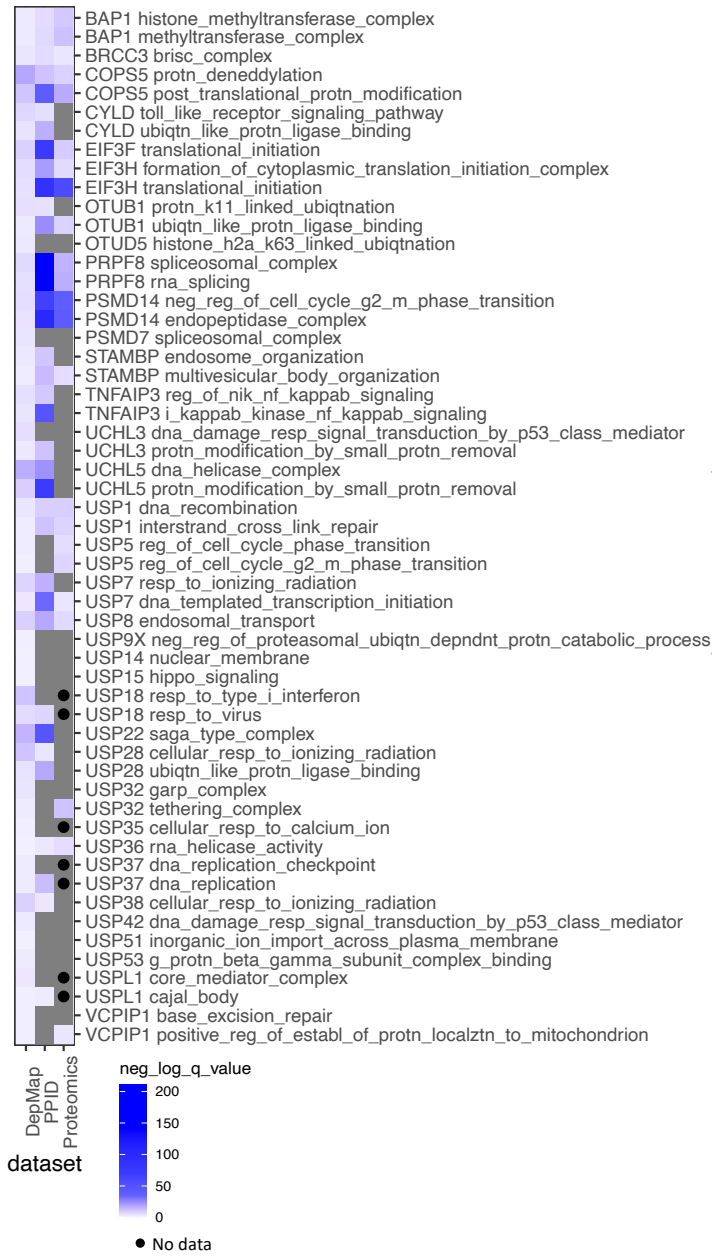 BAP1 histone_methyltransferase_complex
BAP1 methyltransferase_complex
BRCC3 brisc_complex
COPS5 protn_deneddylation
COPS5 post_translational_protn_modification
CYLD toll_like_receptor_signaling_pathway
CYLD ubiqtn_like_protn_ligase_binding
EIF3F translational_initiation
EIF3H formation_of_cytoplasmic_translation_initiation_complex
EIF3H translational_initiation
OTUB1 protn_k11_linked_ubiqtnation
OTUB1 ubiqtn_like_protn_ligase_binding
OTUD5 histone_h2a_k63_linked_ubiqtnation
PRPF8 spliceosomal_complex
PRPF8 rna_splicing
PSMD14 neg_reg_of_cell_cycle_g2_m_phase_transition
PSMD14 endopeptidase_complex
PSMD7 spliceosomal_complex
STAMBP endosome_organization
STAMBP multivesicular_body_organization
TNFAIP3 reg_of_nik_nf_kappab_signaling
TNFAIP3 i_kappab_kinase_nf_kappab_signaling
UCHL3 dna_damage_resp_signal_transduction_by_p53_class_mediator
UCHL3 protn_modification_by_small_protn_removal
UCHL5 dna_helicase_complex
UCHL5 protn_modification_by_small_protn_removal
USP1 dna_recombination
USP1 interstrand_cross_link_repair
USP5 reg_of_cell_cycle_phase_transition
USP5 reg_of_cell_cycle_g2_m_phase_transition
USP7 resp_to_ionizing_radiation
USP7 dna_templated_transcription_initiation
USP8 endosomal_transport
USP9X neg_reg_of_proteasomal_ubiqtn_depndnt_protn_catabolic_process
USP14 nuclear_membrane
USP15 hippo_signaling
USP18 resp_to_type_i_interferon
USP18 resp_to_virus
USP22 saga_type_complex
USP28 cellular_resp_to_ionizing_radiation
USP28 ubiqtn_like_protn_ligase_binding
USP32 garp_complex
USP32 tethering_complex
USP35 cellular_resp_to_calcium_ion
USP36 rna_helicase_activity
USP37 dna_replication_checkpoint
USP37 dna_replication
USP38 cellular_resp_to_ionizing_radiation
USP42 dna_damage_resp_signal_transduction_by_p53_class_mediator
USP51 inorganic_ion_import_across_plasma_membrane
USP53 g_protn_beta_gamma_subunit_complex_binding
USPL1 core_mediator_complex
USPL1 cajal_body
VCPIP1 base_excision_repair
VCPIP1 positive_reg_of_establ_of_protn_localztn_to_mitochondrion
DepMap
PPID
Proteomics
dataset
neg_log_q_value
200
150
100
50
0
No data